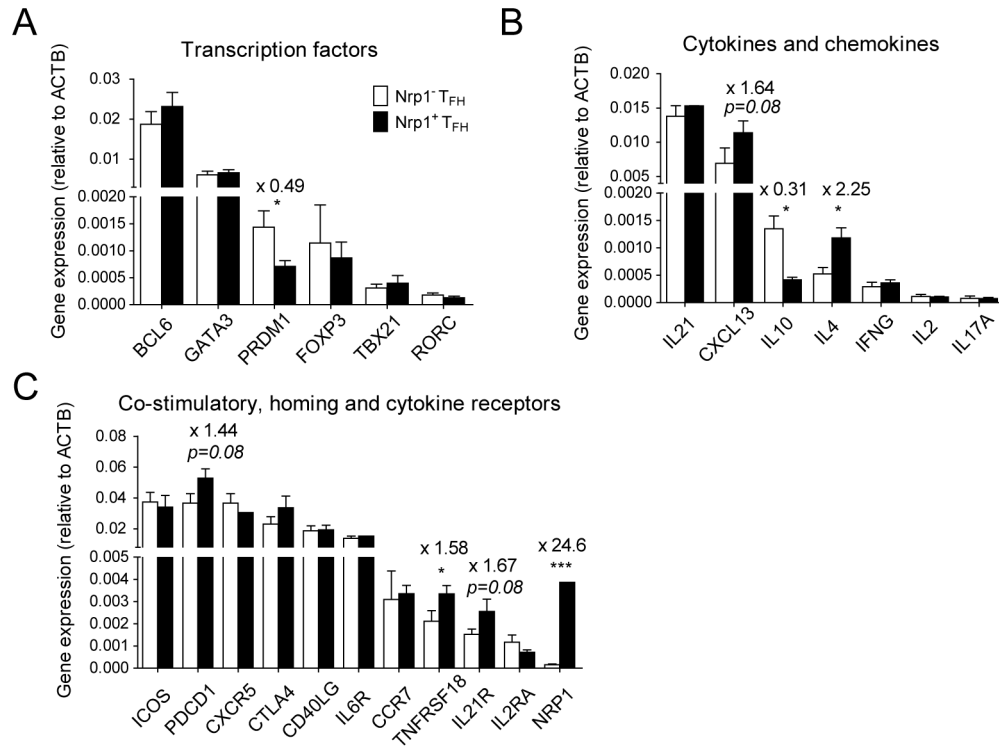 A
Transcription factors
Gene expression (relative to ACTB)
0.03
0.02
0.01
0.0020
0.0015
0.0010
0.0005
0.0000
Nrp1⁻ TFH
Nrp1⁺ TFH
x 0.49
*
BCL6
GATA3
PRDM1
FOXP3
TBX21
RORC
B
Cytokines and chemokines
Gene expression (relative to ACTB)
0.020
0.015
0.010
0.005
0.0020
0.0015
0.0010
0.0005
0.0000
x 1.64
p=0.08
x 0.31
*
x 2.25
*
IL21
CXCL13
IL10
IL4
IFNG
IL2
IL17A
C
Co-stimulatory, homing and cytokine receptors
Gene expression (relative to ACTB)
0.08
0.06
0.04
0.02
0.005
0.004
0.003
0.002
0.001
0.000
x 1.44
p=0.08
x 1.58
*
x 1.67
p=0.08
x 24.6
***
ICOS
PDCD1
CXCR5
CTLA4
CD40LG
IL6R
CCR7
TNFRSF18
IL21R
IL2RA
NRP1